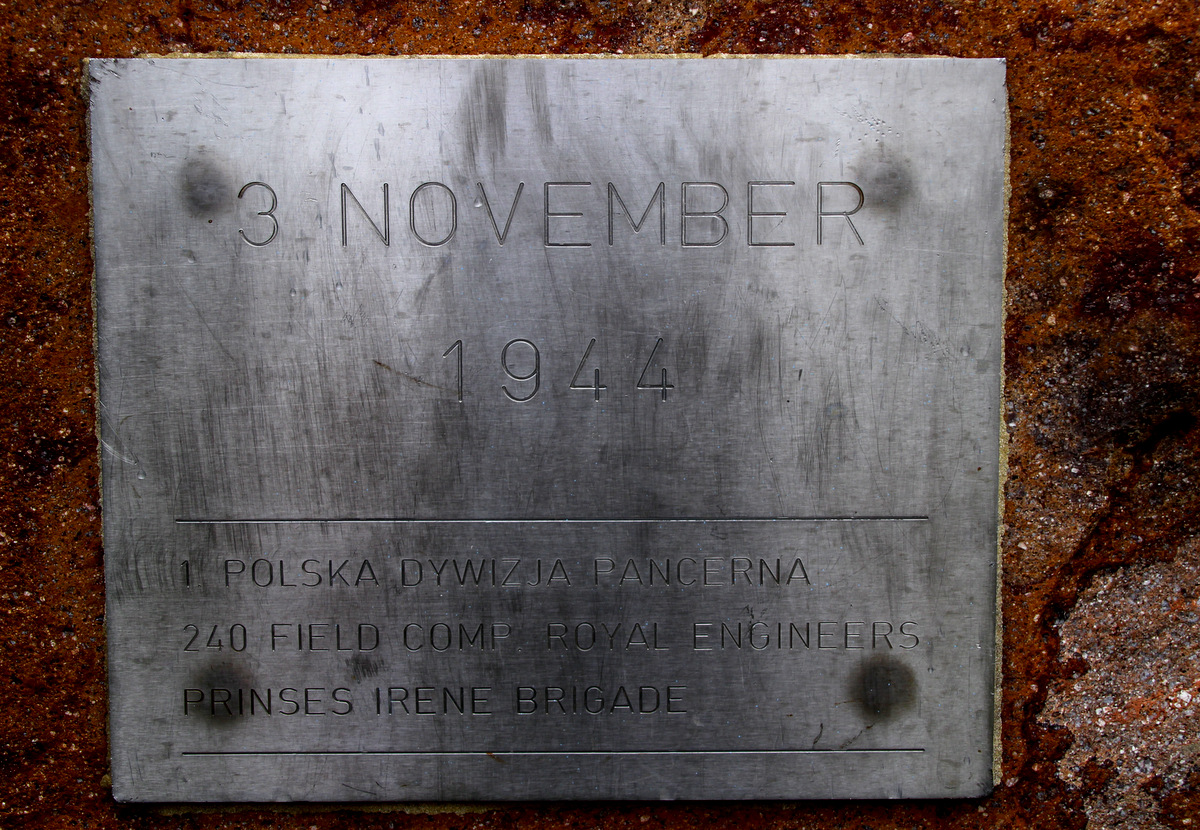 3 NOVEMBER
1944
1. POLSKA DYWIZJA PANCERNA
240 FIELD COMP. ROYAL ENGINEERS
PRINSES IRENE BRIGADE